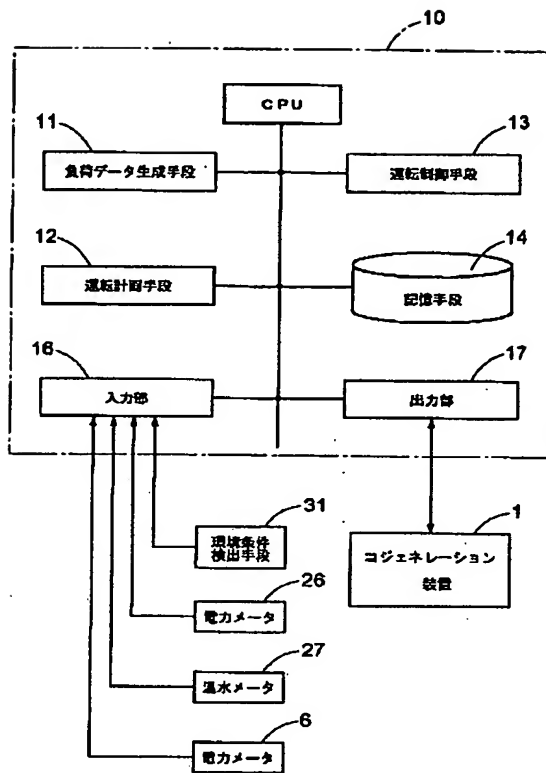 10
CPU
11
13
負荷データ生成手段
運転制御手段
12
14
運転計画手段
記憶手段
16
17
入力部
出力部
31
1
環境条件
検出手段
コジェネレーション
装置
26
電力メータ
27
温水メータ
6
電力メータ